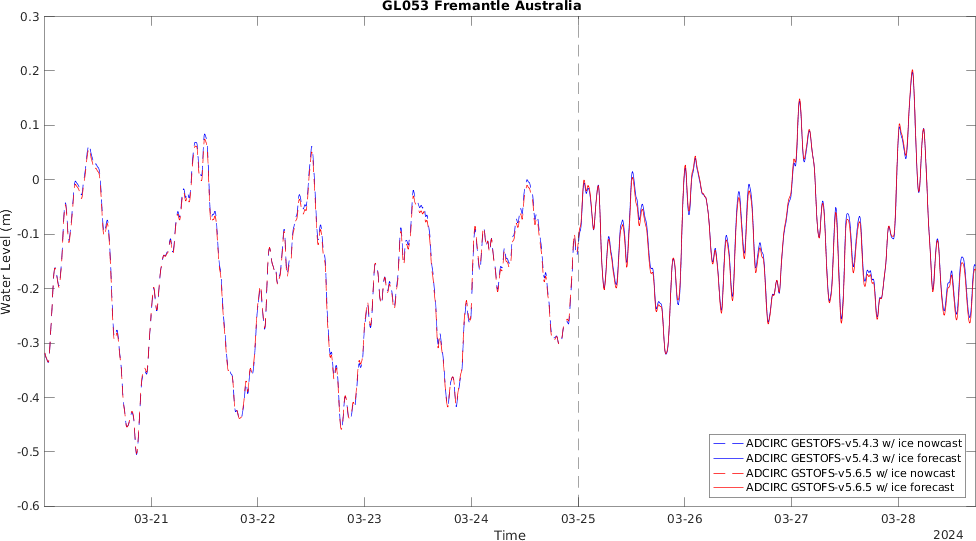 GL053 Fremantle Australia
0.3
0.2
0.1
0
-0.1
-0.2
-0.3
-0.4
-0.5
-0.6
Water Level (m)
ADCIRC GESTOFS-v5.4.3 w/ ice nowcast
ADCIRC GESTOFS-v5.4.3 w/ ice forecast
ADCIRC GSTOFS-v5.6.5 w/ ice nowcast
ADCIRC GSTOFS-v5.6.5 w/ ice forecast
03-21 03-22 03-23 03-24 03-25 03-26 03-27 03-28
Time
2024